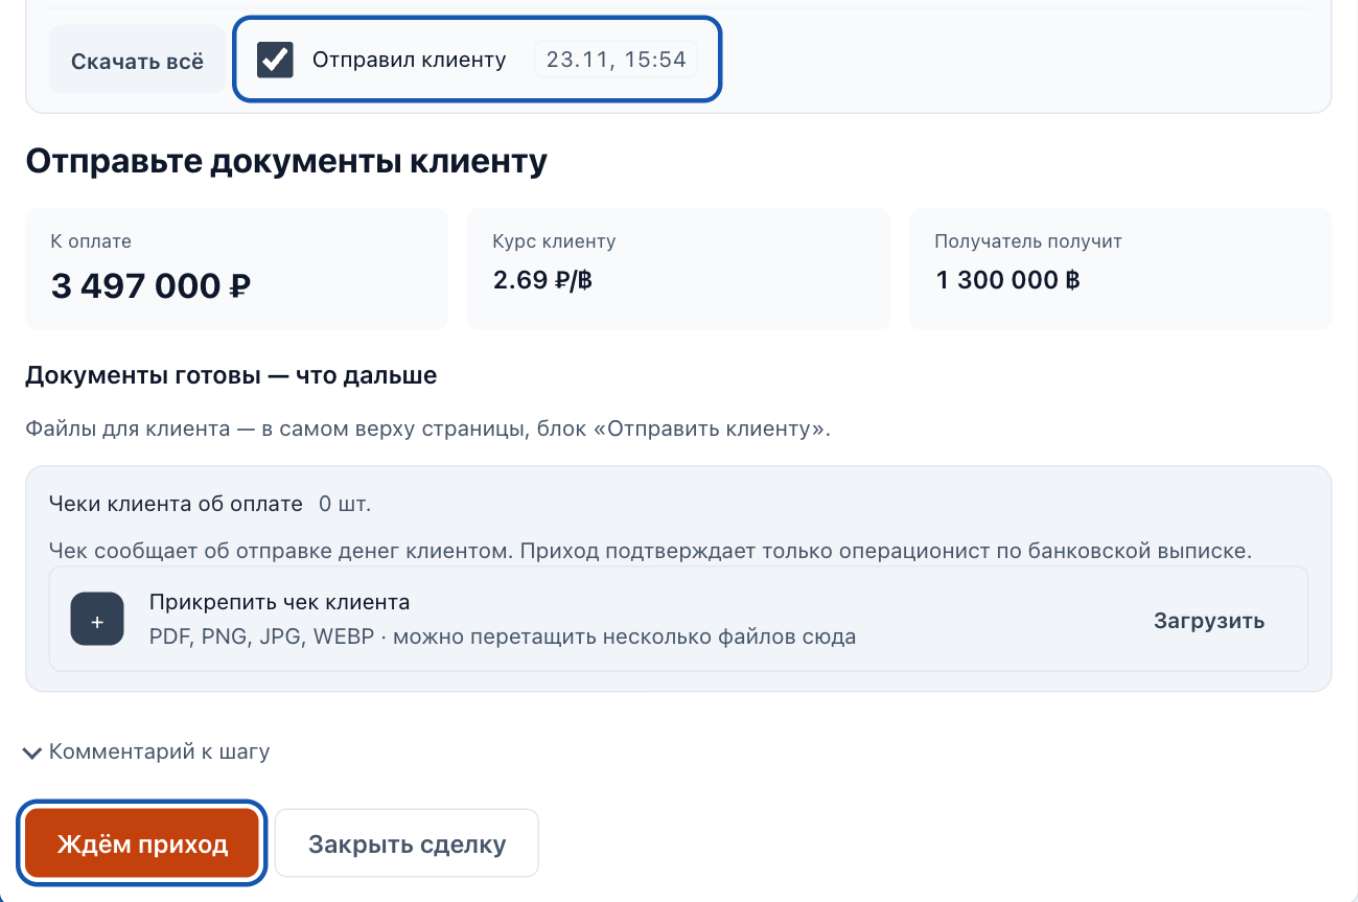 Скачать всё
Отправил клиенту 23.11, 15:54
Отправьте документы клиенту
К оплате
3 497 000 ₽
Курс клиенту
2.69 ₽/฿
Получатель получит
1 300 000 ฿
Документы готовы — что дальше
Файлы для клиента — в самом верху страницы, блок «Отправить клиенту».
Чеки клиента об оплате 0 шт.
Чек сообщает об отправке денег клиентом. Приход подтверждает только операционист по банковской выписке.
+
Прикрепить чек клиента
PDF, PNG, JPG, WEBP · можно перетащить несколько файлов сюда
Загрузить
Комментарий к шагу
Ждём приход
Закрыть сделку